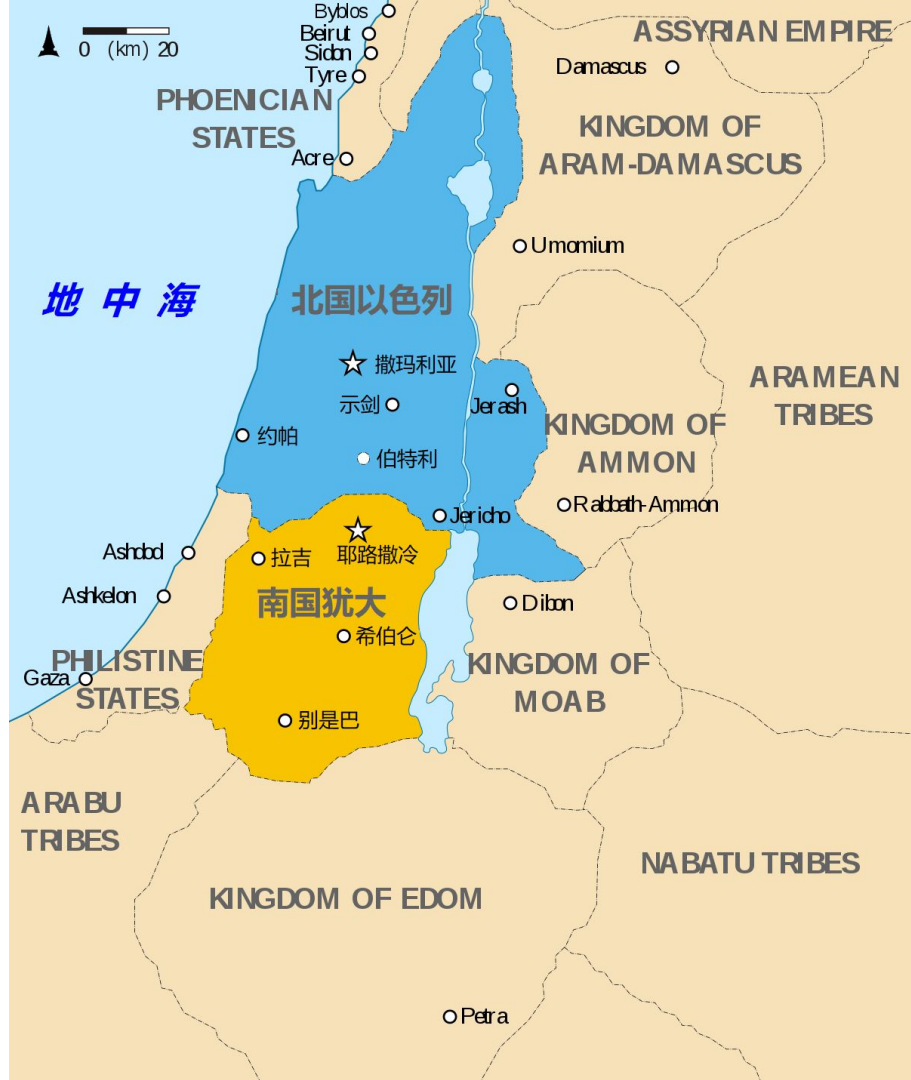 Byblos
Beirut
0 (km) 20
Sidon
Tyre
ASSYRIAN EMPIRE
Damascus
PHOENICIAN
STATES
KINGDOM OF
ARAM-DAMASCUS
Acre
Umomium
地中海
北国以色列
撒玛利亚
示剑
Jerash
ARAMEAN
TRIBES
约帕
KINGDOM OF
AMMON
伯特利
Rabbath-Ammon
Jericho
Ashdod
拉吉
耶路撒冷
Ashkelon
南国犹大
Dibon
希伯仑
PHILISTINE
STATES
Gaza
KINGDOM OF
MOAB
别是巴
ARABU
TRIBES
NABATU TRIBES
KINGDOM OF EDOM
Petra